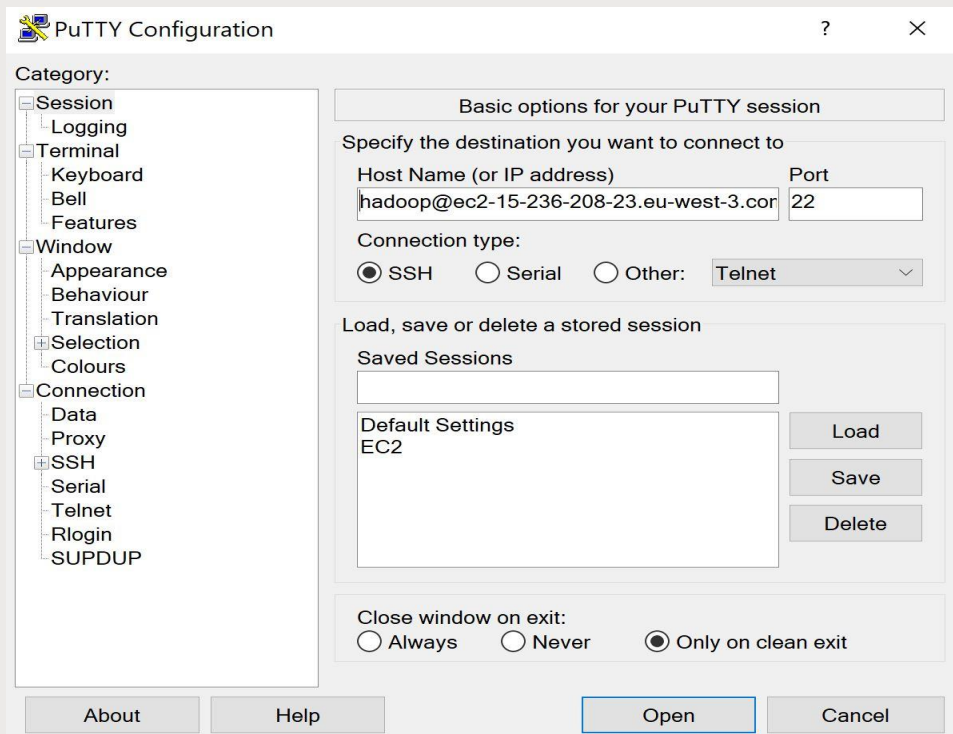 PuTTY Configuration
?
Category:
Session
Logging
Terminal
Keyboard
Bell
Features
Window
Appearance
Behaviour
Translation
Selection
Colours
Connection
Data
Proxy
SSH
Serial
Telnet
Rlogin
SUPDUP
Basic options for your PuTTY session
Specify the destination you want to connect to
Host Name (or IP address) Port
hadoop@ec2-15-236-208-23.eu-west-3.com 22
Connection type:
SSH Serial Other: Telnet
Load, save or delete a stored session
Saved Sessions
Default Settings
EC2
Load
Save
Delete
Close window on exit:
Always Never Only on clean exit
About Help Open Cancel